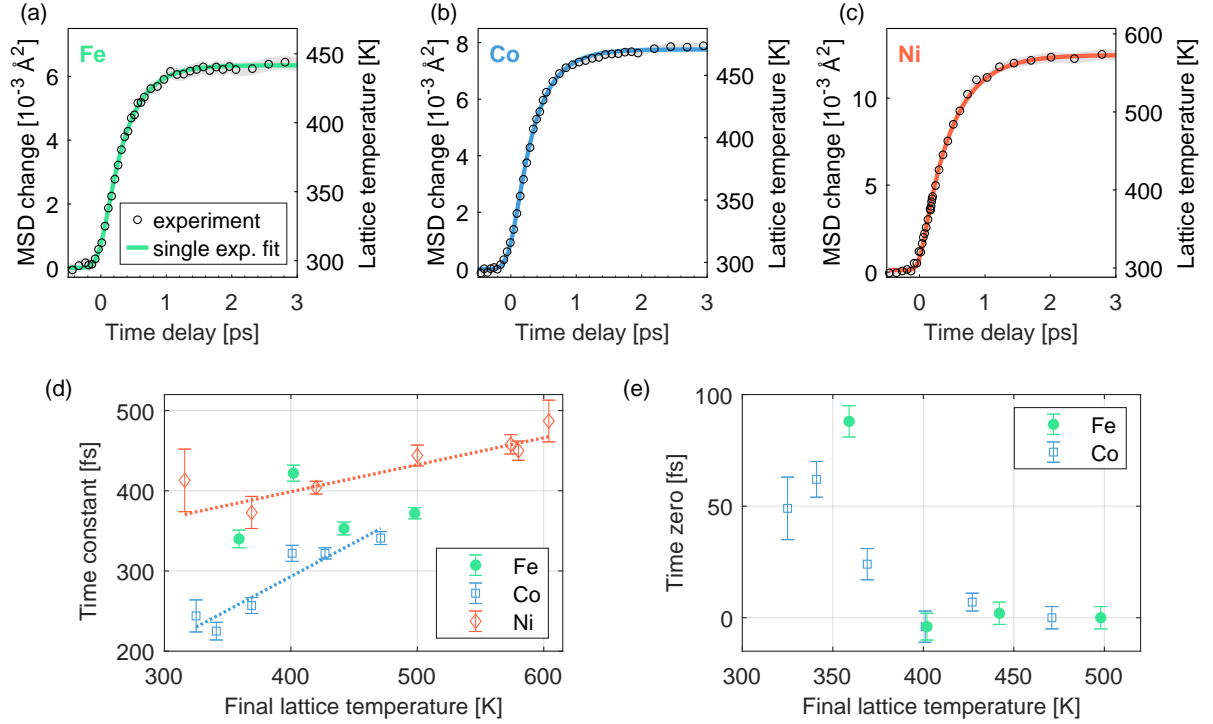 (a)
Fe
MSD change [10⁻³ Å²]
6
4
2
0
450
400
350
300
Lattice temperature [K]
experiment
single exp. fit
0 1 2 3
Time delay [ps]
(b)
Co
MSD change [10⁻³ Å²]
8
6
4
2
0
450
400
350
300
Lattice temperature [K]
0 1 2 3
Time delay [ps]
(c)
Ni
MSD change [10⁻³ Å²]
10
5
0
600
500
400
300
Lattice temperature [K]
0 1 2 3
Time delay [ps]
(d)
Time constant [fs]
500
400
300
200
Fe
Co
Ni
300 400 500 600
Final lattice temperature [K]
(e)
Time zero [fs]
100
50
0
Fe
Co
300 350 400 450 500
Final lattice temperature [K]